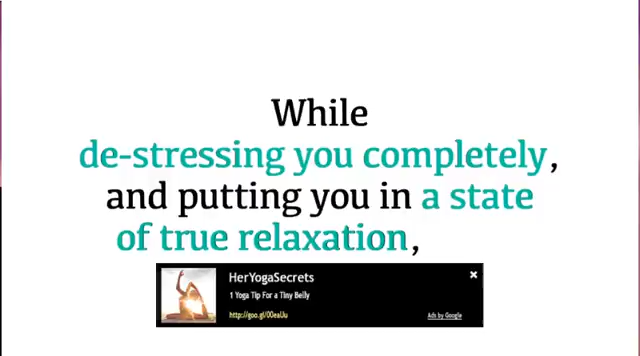 While
de-stressing you completely,
and putting you in a state
of true relaxation,
HerYogaSecrets
1 Yoga Tip For a Tiny Belly
http://goo.gl/00eaUu
Ads by Google